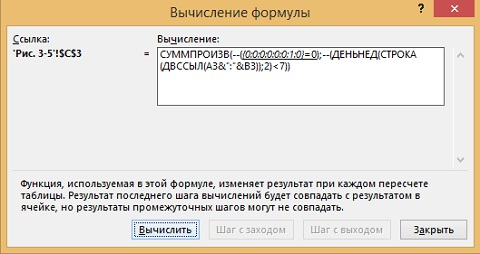 Вычисление формулы
?
Ссылка:
Вычисление:
'Рис. 3-5'!$C$3
=
СУММПРОИЗВ(--((0:0:0:0:0:1:0)=0);--(ДЕНЬНЕД(СТРОКА
(ДВССЫЛ(A3&":"&B3));2)<7))
Функция, используемая в этой формуле, изменяет результат при каждом пересчете
таблицы. Результат последнего шага вычислений будет совпадать с результатом в
ячейке, но результаты промежуточных шагов могут не совпадать.
Вычислить
Шаг с заходом
Шаг с выходом
Закрыть